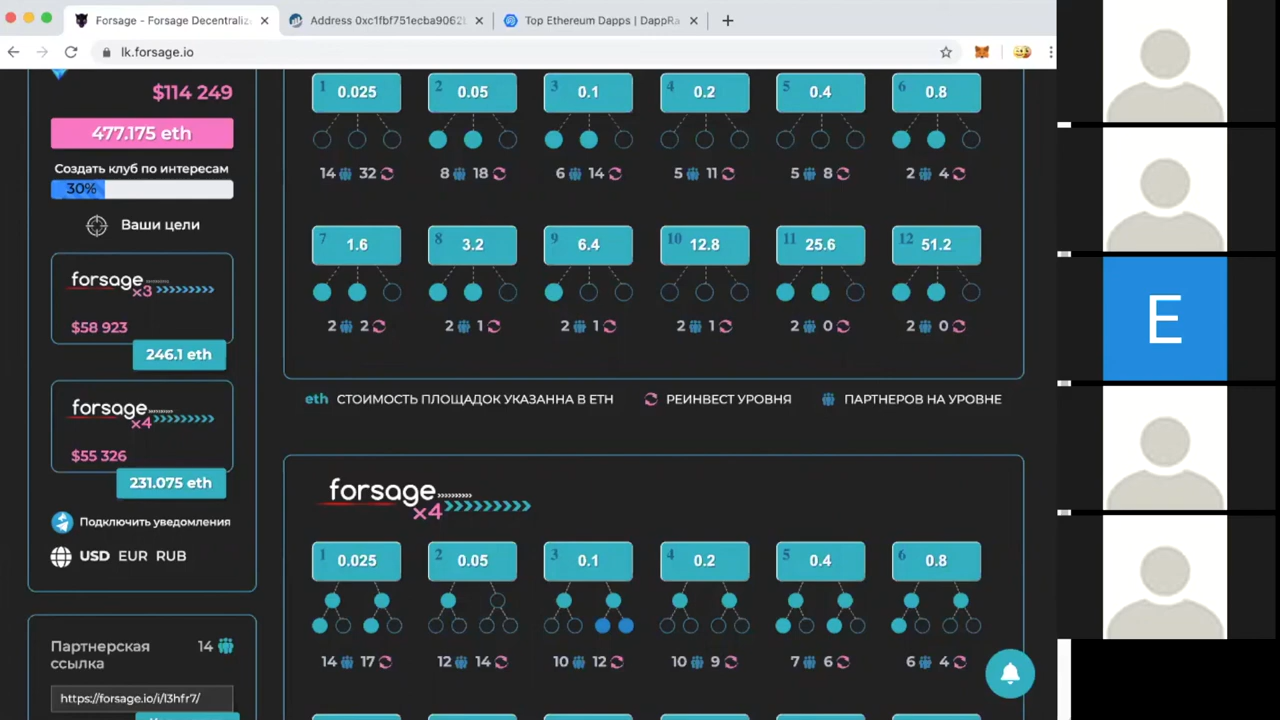 Forsage - Forsage Decentraliz
Address 0xc1fbf751ecba9062
Top Ethereum Dapps | DappRa
lk.forsage.io
$114 249
477.175 eth
Создать клуб по интересам
30%
Ваши цели
forsage
x3
$58 923
246.1 eth
forsage
x4
$55 326
231.075 eth
Подключить уведомления
USD EUR RUB
Партнерская ссылка 14
https://forsage.io/i/l3hfr7/
1 0.025 2 0.05 3 0.1 4 0.2 5 0.4 6 0.8
14 32 8 18 6 14 5 11 5 8 2 4
7 1.6 8 3.2 9 6.4 10 12.8 11 25.6 12 51.2
2 2 2 1 2 1 2 1 2 0 2 0
eth СТОИМОСТЬ ПЛОЩАДОК УКАЗАННА В ETH РЕИНВЕСТ УРОВНЯ ПАРТНЕРОВ НА УРОВНЕ
forsage
x4
1 0.025 2 0.05 3 0.1 4 0.2 5 0.4 6 0.8
14 17 12 14 10 12 10 9 7 6 6 4
E